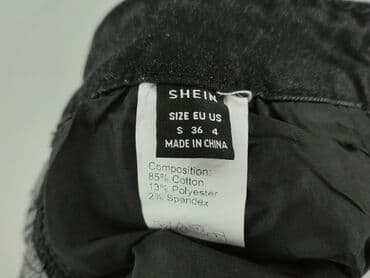 SHEIN
SIZE EU US
S 36 4
MADE IN CHINA
Composition:
85% Cotton
13% Polyester
2% Spandex